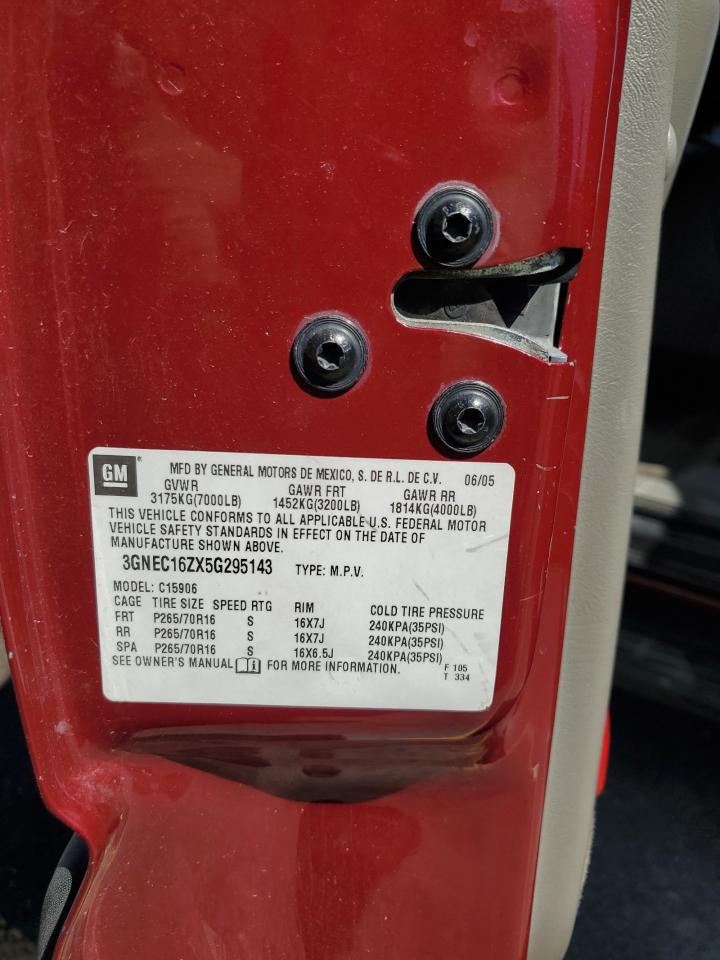 GM® MFD BY GENERAL MOTORS DE MEXICO, S. DE R.L. DE C.V. 06/05
GVWR GAWR FRT GAWR RR
3175KG(7000LB) 1452KG(3200LB) 1814KG(4000LB)
THIS VEHICLE CONFORMS TO ALL APPLICABLE U.S. FEDERAL MOTOR
VEHICLE SAFETY STANDARDS IN EFFECT ON THE DATE OF
MANUFACTURE SHOWN ABOVE.
3GNEC16ZX5G295143 TYPE: M.P.V.
MODEL: C15906
CAGE TIRE SIZE SPEED RTG RIM COLD TIRE PRESSURE
FRT P265/70R16 S 16X7J 240KPA(35PSI)
RR P265/70R16 S 16X7J 240KPA(35PSI)
SPA P265/70R16 S 16X6.5J 240KPA(35PSI)
SEE OWNER'S MANUAL FOR MORE INFORMATION.
F 105
T 334